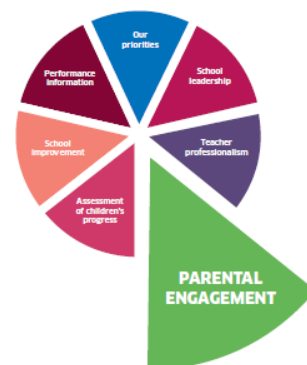 Our
priorities
School
leadership
Teacher
professionalism
PARENTAL
ENGAGEMENT
Assessment
of children's
progress
School
improvement
Performance
information